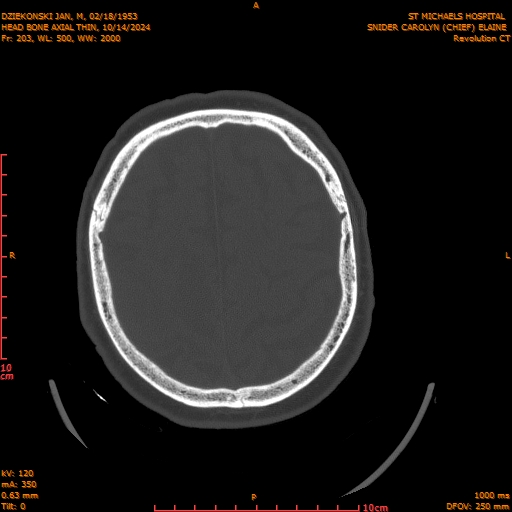 A
DZIEKONSKI JAN, M, 02/18/1953
HEAD BONE AXIAL THIN, 10/14/2024
Fr: 203, WL: 500, WW: 2000
ST MICHAELS HOSPITAL
SNIDER CAROLYN (CHIEF) ELAINE
Revolution CT
R
L
10
cm
kV: 120
mA: 350
0.63 mm
Tilt: 0
P
10cm
1000 ms
DFOV: 250 mm